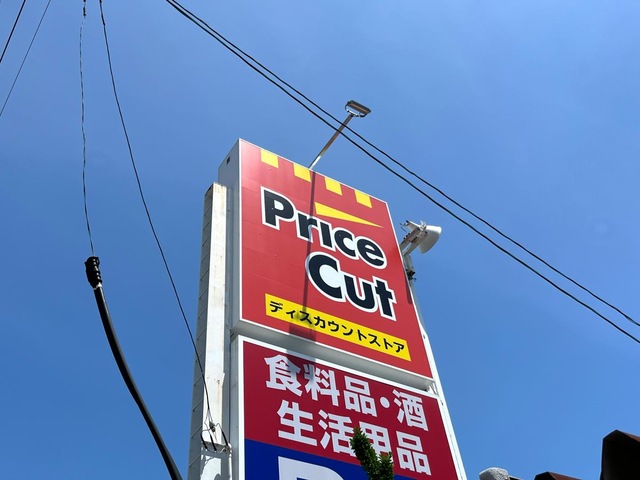 Price
Cut
ディスカウントストア
食料品・酒
生活用品